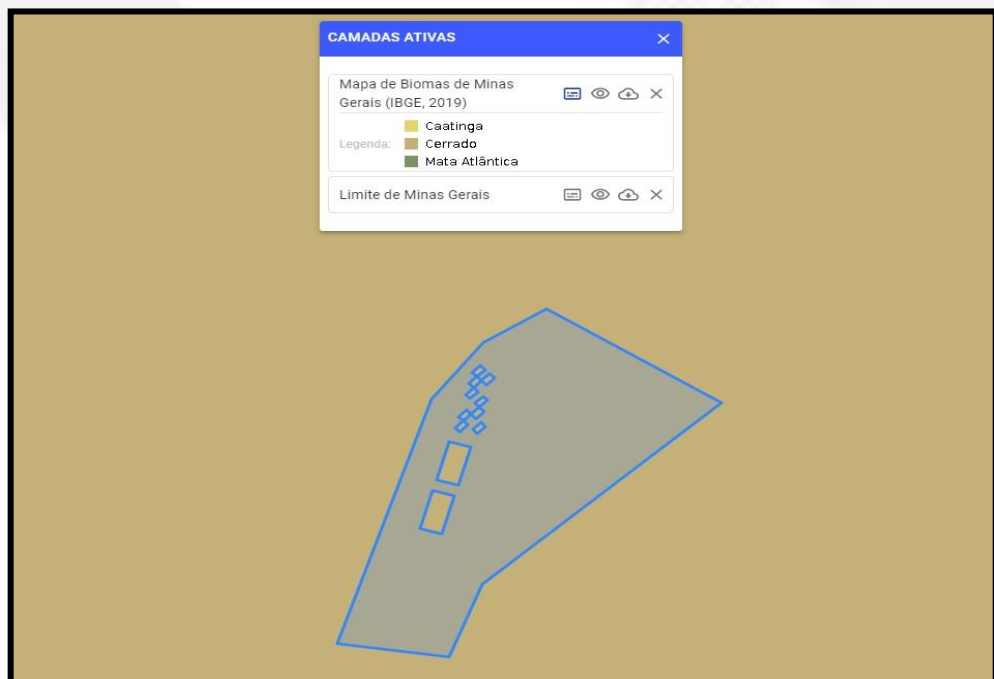 CAMADAS ATIVAS
Mapa de Biomas de Minas
Gerais (IBGE, 2019)
Legenda:
Caatinga
Cerrado
Mata Atlântica
Limite de Minas Gerais